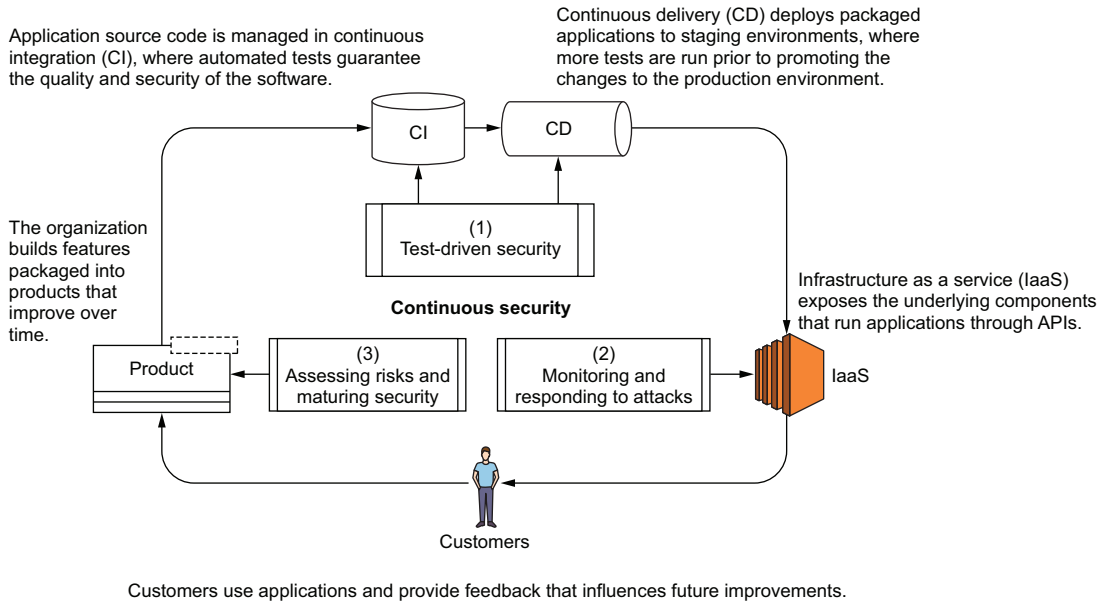 Application source code is managed in continuous
integration (CI), where automated tests guarantee
the quality and security of the software.
Continuous delivery (CD) deploys packaged
applications to staging environments, where
more tests are run prior to promoting the
changes to the production environment.
CI
CD
(1)
Test-driven security
The organization
builds features
packaged into
products that
improve over
time.
Continuous security
Infrastructure as a service (IaaS)
exposes the underlying components
that run applications through APIs.
Product
(3)
Assessing risks and
maturing security
(2)
Monitoring and
responding to attacks
IaaS
Customers
Customers use applications and provide feedback that influences future improvements.